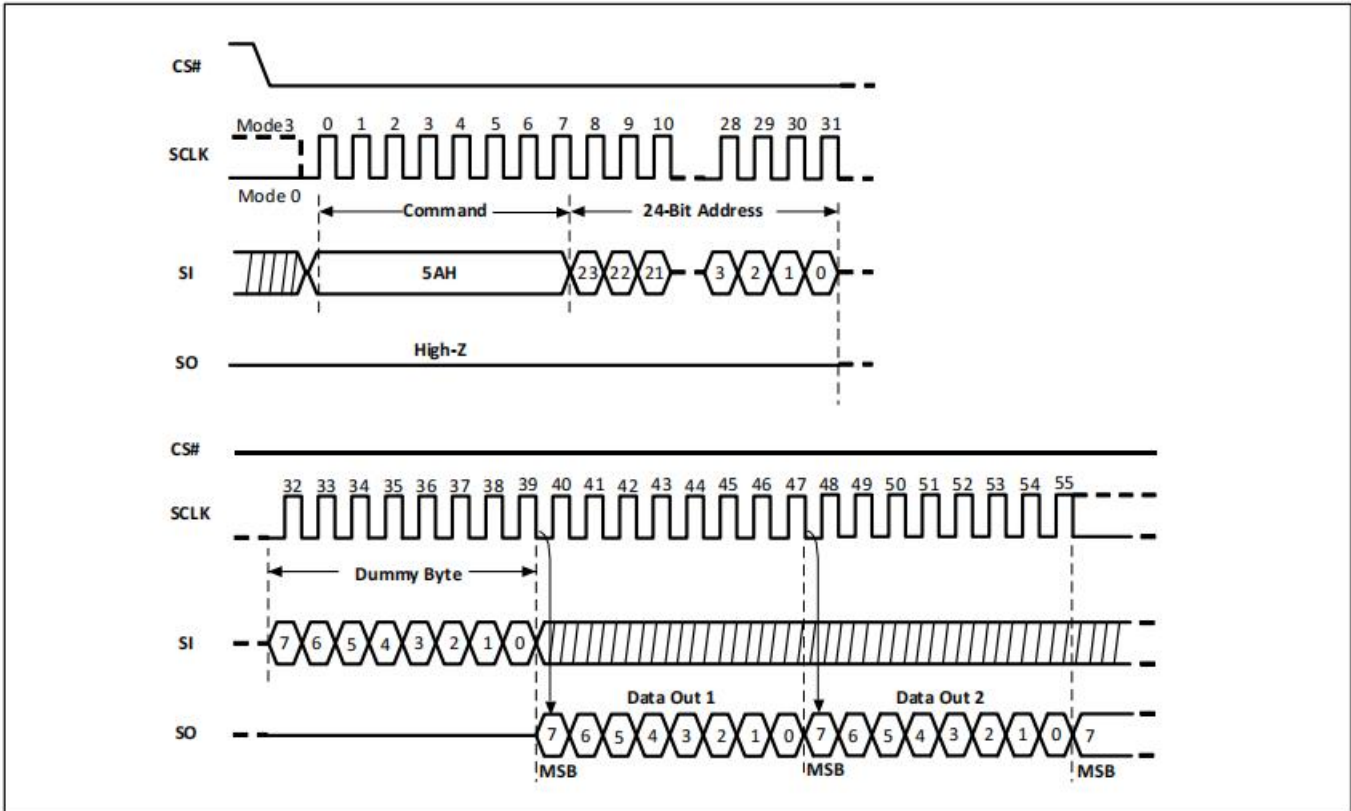 CS#
Mode3 0 1 2 3 4 5 6 7 8 9 10 28 29 30 31
SCLK
Mode 0
Command 24-Bit Address
SI 5AH 23 22 21 3 2 1 0
High-Z
SO
CS#
32 33 34 35 36 37 38 39 40 41 42 43 44 45 46 47 48 49 50 51 52 53 54 55
SCLK
Dummy Byte
SI 7 6 5 4 3 2 1 0
Data Out 1 Data Out 2
SO 7 6 5 4 3 2 1 0 7 6 5 4 3 2 1 0 7
MSB MSB MSB